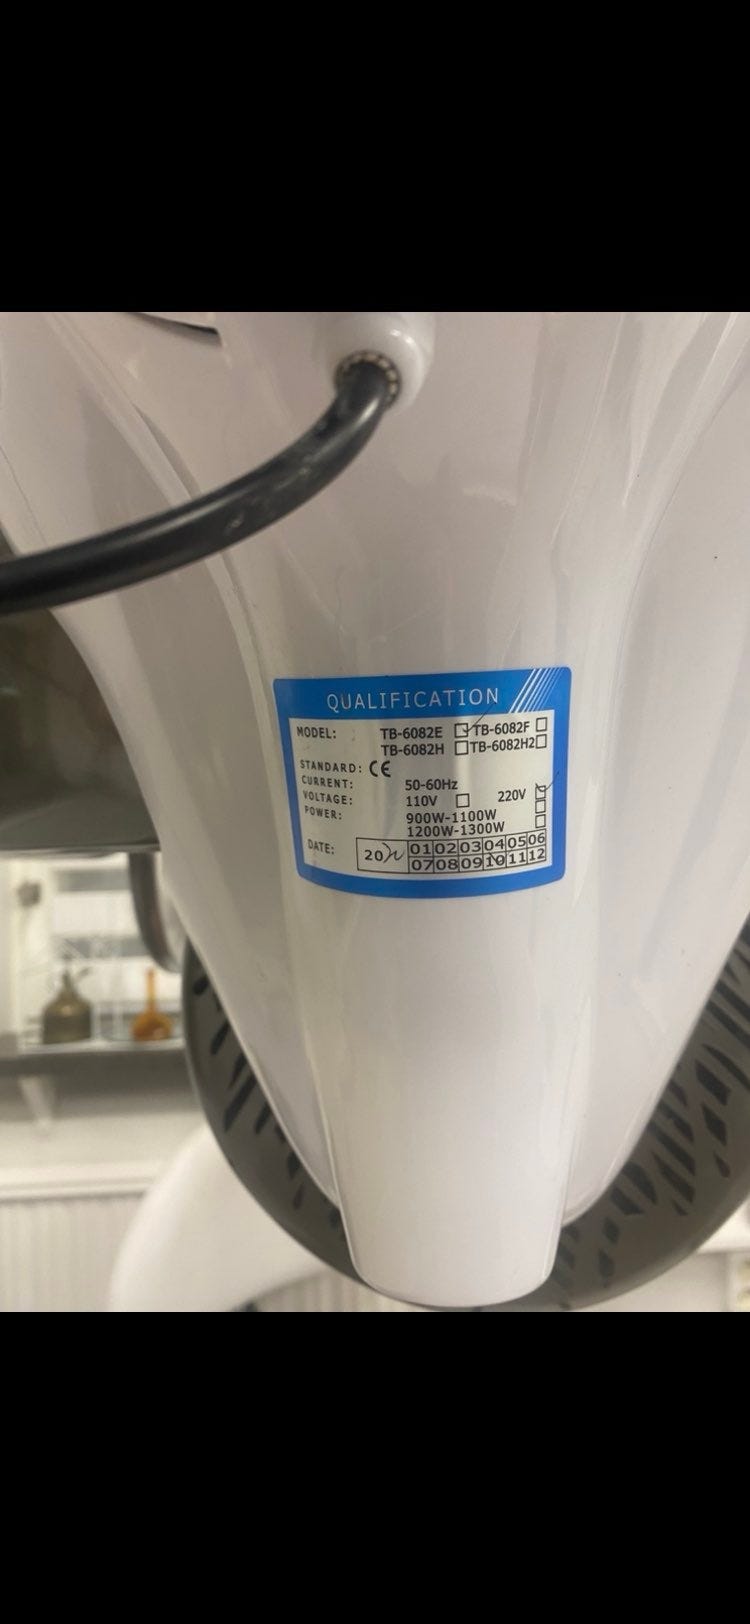 QUALIFICATION
MODEL: TB-6082E TB-6082F
TB-6082H TB-6082H2
STANDARD: CE
CURRENT: 50-60Hz
VOLTAGE: 110V 220V
POWER: 900W-1100W
1200W-1300W
DATE: 20 01 02 03 04 05 06
07 08 09 10 11 12